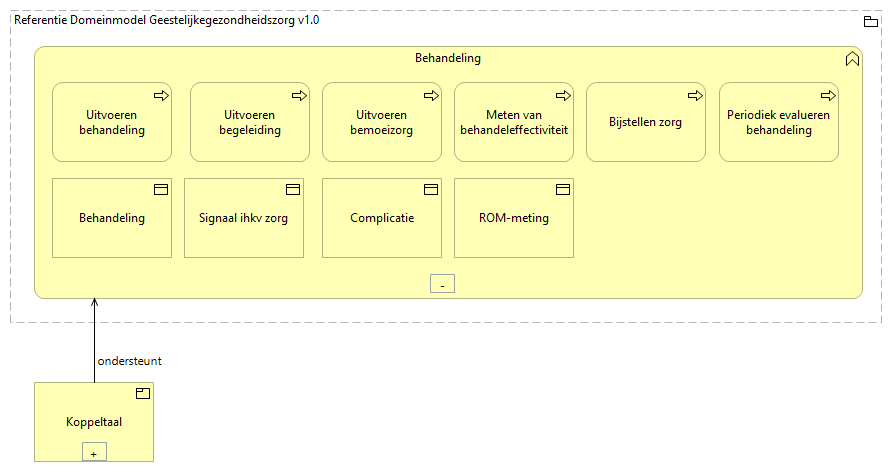 Referentie Domeinmodel Geestelijkegezondheidszorg v1.0
Behandeling
Uitvoeren
behandeling
Uitvoeren
begeleiding
Uitvoeren
bemoeizorg
Meten van
behandeleffectiviteit
Bijstellen zorg
Periodiek evalueren
behandeling
Behandeling
Signaal ihkv zorg
Complicatie
ROM-meting
-
ondersteunt
Koppeltaal
+